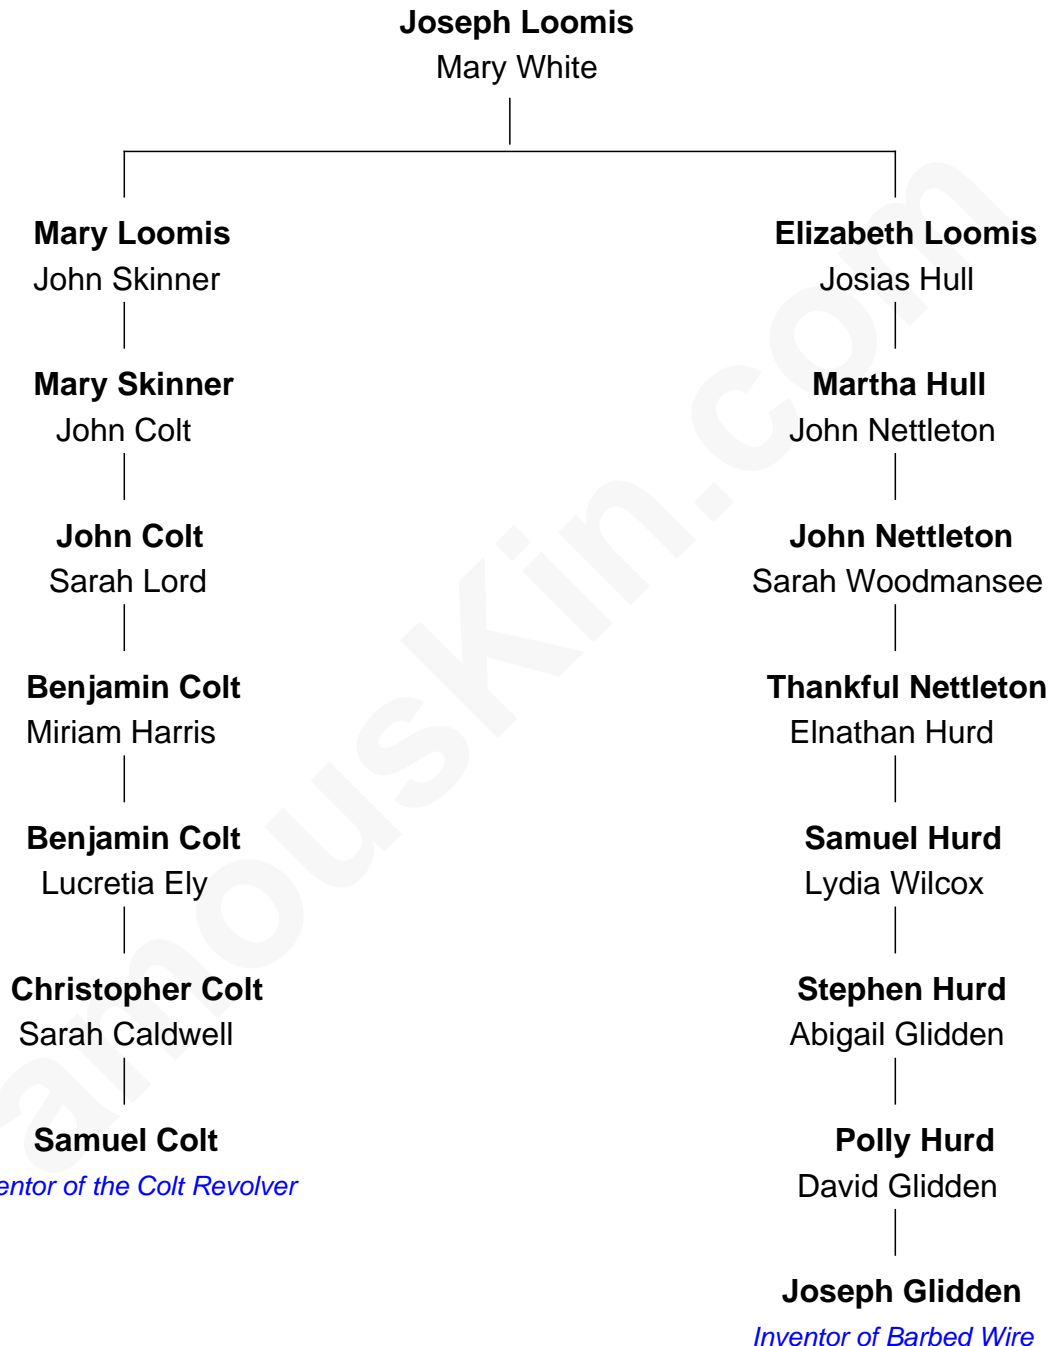 Joseph Loomis
Mary White
Mary Loomis
John Skinner
Elizabeth Loomis
Josias Hull
Mary Skinner
John Colt
Martha Hull
John Nettleton
John Colt
Sarah Lord
John Nettleton
Sarah Woodmansee
Benjamin Colt
Miriam Harris
Thankful Nettleton
Elnathan Hurd
Benjamin Colt
Lucretia Ely
Samuel Hurd
Lydia Wilcox
Christopher Colt
Sarah Caldwell
Stephen Hurd
Abigail Glidden
Samuel Colt
entor of the Colt Revolver
Polly Hurd
David Glidden
Joseph Glidden
Inventor of Barbed Wire
amouskin.com